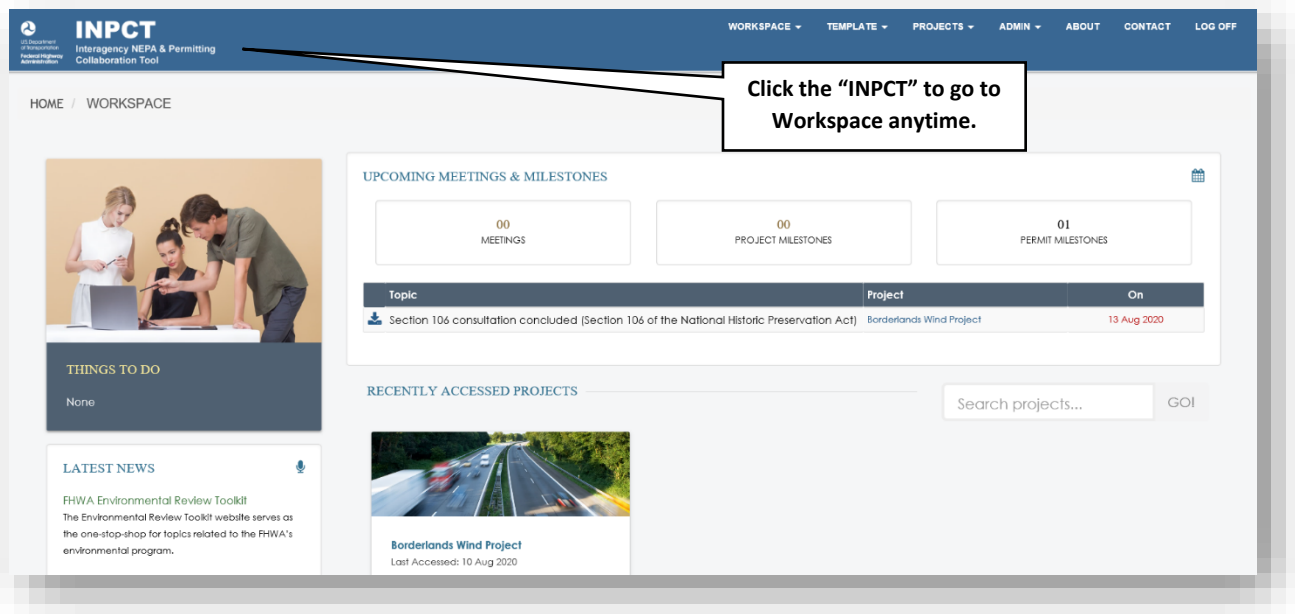 US Department
of Transportation
Federal Highway
Administration
INPCT
Interagency NEPA & Permitting
Collaboration Tool
WORKSPACE TEMPLATE PROJECTS ADMIN ABOUT CONTACT LOG OFF
Click the “INPCT” to go to
Workspace anytime.
HOME / WORKSPACE
THINGS TO DO
None
LATEST NEWS
FHWA Environmental Review Toolkit
The Environmental Review Toolkit website serves as
the one-stop-shop for topics related to the FHWA's
environmental program.
UPCOMING MEETINGS & MILESTONES
00
MEETINGS
00
PROJECT MILESTONES
01
PERMIT MILESTONES
Topic Project On
Section 106 consultation concluded (Section 106 of the National Historic Preservation Act) Borderlands Wind Project 13 Aug 2020
RECENTLY ACCESSED PROJECTS
Search projects... GO!
Borderlands Wind Project
Last Accessed: 10 Aug 2020